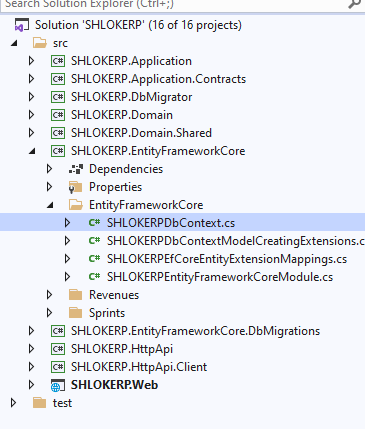 Search Solution Explorer (Ctrl+;)
Solution 'SHLOKERP' (16 of 16 projects)
src
C# SHLOKERP.Application
C# SHLOKERP.Application.Contracts
C# SHLOKERP.DbMigrator
C# SHLOKERP.Domain
C# SHLOKERP.Domain.Shared
C# SHLOKERP.EntityFrameworkCore
Dependencies
Properties
EntityFrameworkCore
C# SHLOKERPDbContext.cs
C# SHLOKERPDbContextModelCreatingExtensions.c
C# SHLOKERPEfCoreEntityExtensionMappings.cs
C# SHLOKERPEntityFrameworkCoreModule.cs
Revenues
Sprints
C# SHLOKERP.EntityFrameworkCore.DbMigrations
C# SHLOKERP.HttpApi
C# SHLOKERP.HttpApi.Client
SHLOKERP.Web
test